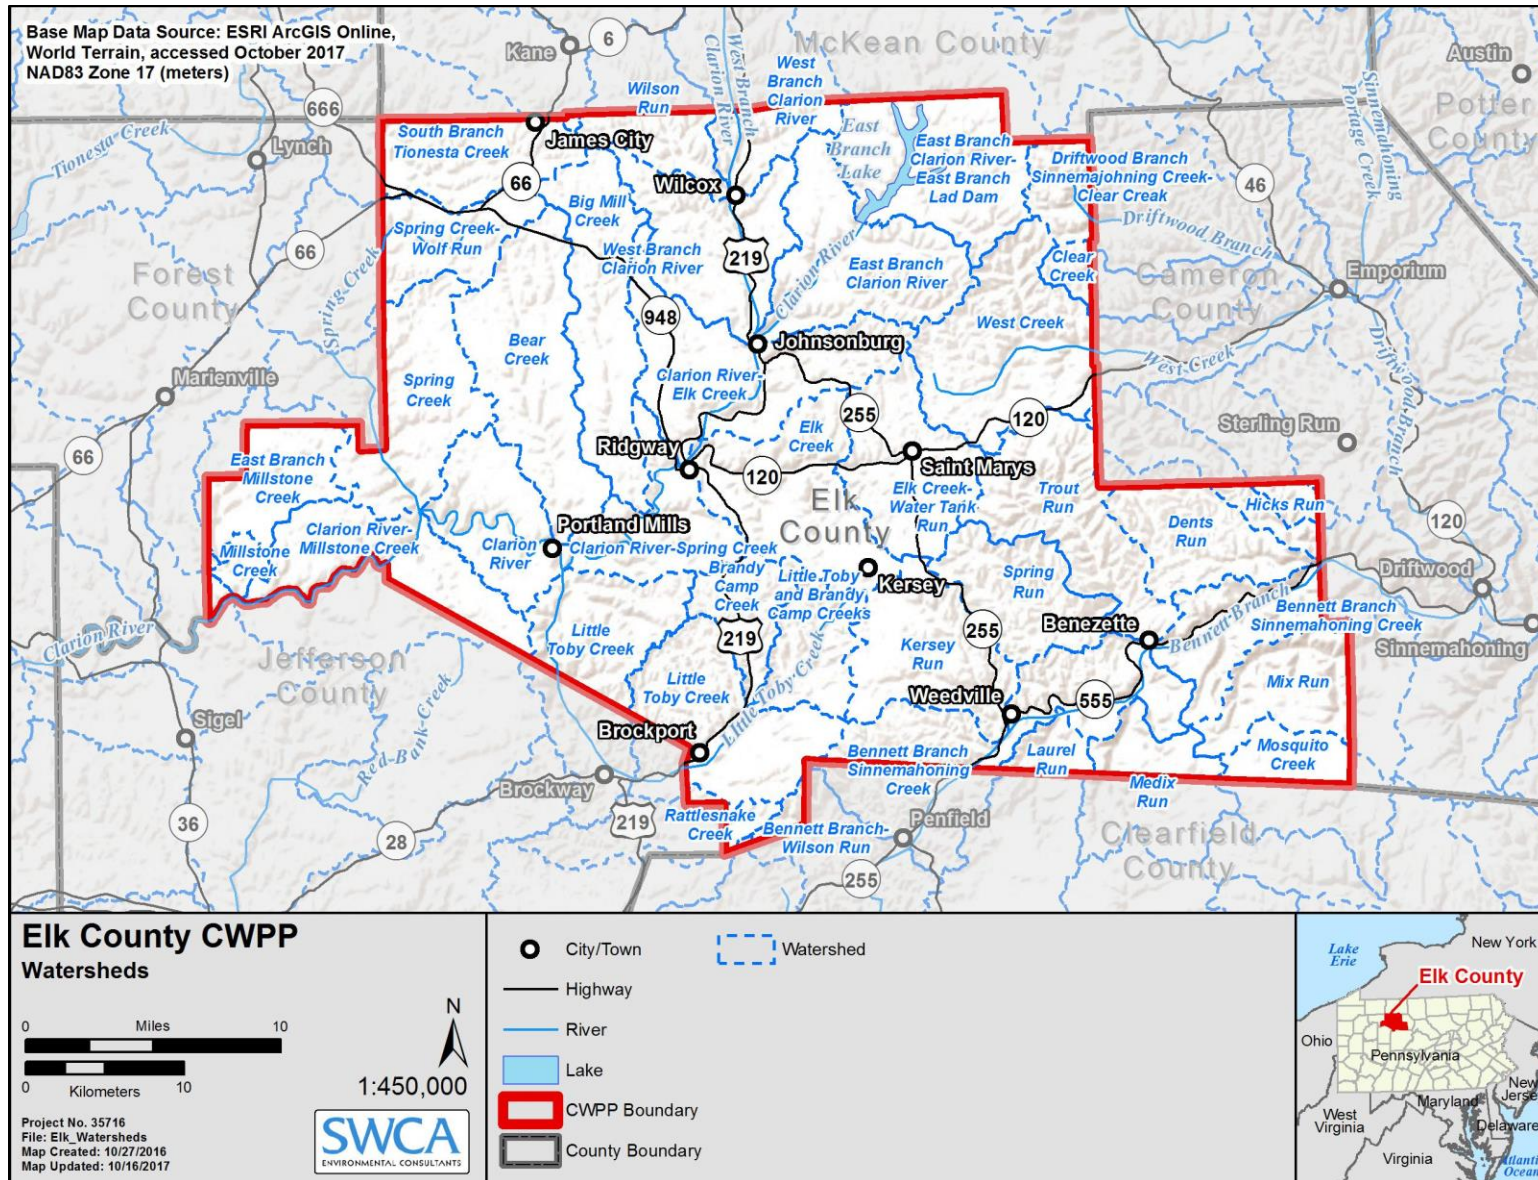 Base Map Data Source: ESRI ArcGIS Online,
World Terrain, accessed October 2017
NAD83 Zone 17 (meters)
Kane
6
McKean County
Austin
Potter
County
666
Lynch
Tionesta Creek
Wilson
Run
West Branch
Clarion River
West
Branch
Clarion
River
South Branch
Tionesta Creek
James City
66
Wilcox
East
Branch
Lake
East Branch
Clarion River-
East Branch
Lad Dam
Driftwood Branch
Sinnemajohning Creek-
Clear Creak
Driftwood Branch
46
Sinnemahoning
Portage Creek
66
Forest
County
Spring Creek
Spring Creek-
Wolf Run
Big Mill
Creek
West Branch
Clarion River
219
Clarion River
East Branch
Clarion River
Clear
Creek
Cameron
County
Emporium
948
Bear
Creek
Johnsonburg
West Creek
West Creek
Driftwood Branch
Marienville
Spring
Creek
Clarion River-
Elk Creek
255
Elk
Creek
120
Sterling Run
66
Ridgway
120
Saint Marys
East Branch
Millstone
Creek
Elk
County
Elk Creek-
Water Tank
Run
Trout
Run
Hicks Run
Dents
Run
120
Clarion River-
Millstone Creek
Millstone
Creek
Portland Mills
Clarion
River
Clarion River-Spring Creek
Brandy
Camp
Creek
Little Toby
and Brandy
Camp Creeks
Kersey
Spring
Run
Driftwood
Bennett Branch
Sinnemahoning Creek
Benezette
Bennett Branch
Sinnemahoning
Clarion River
Jefferson
County
Little
Toby Creek
219
Little Toby Creek
Kersey
Run
255
Little
Toby Creek
Weedville
555
Mix Run
Sigel
Red-Bank-Creek
Brockport
Bennett Branch
Sinnemahoning
Creek
Laurel
Run
Mosquito
Creek
Medix
Run
Brockway
36
28
219
Rattlesnake
Creek
Bennett Branch-
Wilson Run
Penfield
255
Clearfield
County
Elk County CWPP
Watersheds
0 Miles 10
0 Kilometers 10
N
1:450,000
Project No. 35716
File: Elk_Watersheds
Map Created: 10/27/2016
Map Updated: 10/16/2017
SWCA
ENVIRONMENTAL CONSULTANTS
City/Town
Watershed
Highway
River
Lake
CWPP Boundary
County Boundary
Lake
Erie
New York
Elk County
Ohio
Pennsylvania
New
Jerse
Maryland
Delaware
West
Virginia
Virginia
Atlanti
Ocean